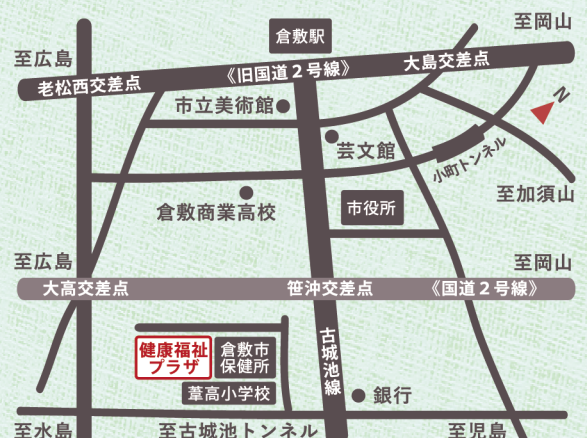 至岡山
倉敷駅
至広島
《旧国道２号線》
大島交差点
老松西交差点
市立美術館
N
芸文館
小町トンネル
至加須山
倉敷商業高校
市役所
至広島
至岡山
大高交差点
笹沖交差点
《国道２号線》
古城池線
健康福祉
プラザ
倉敷市
保健所
葦高小学校
銀行
至水島
至古城池トンネル
至児島